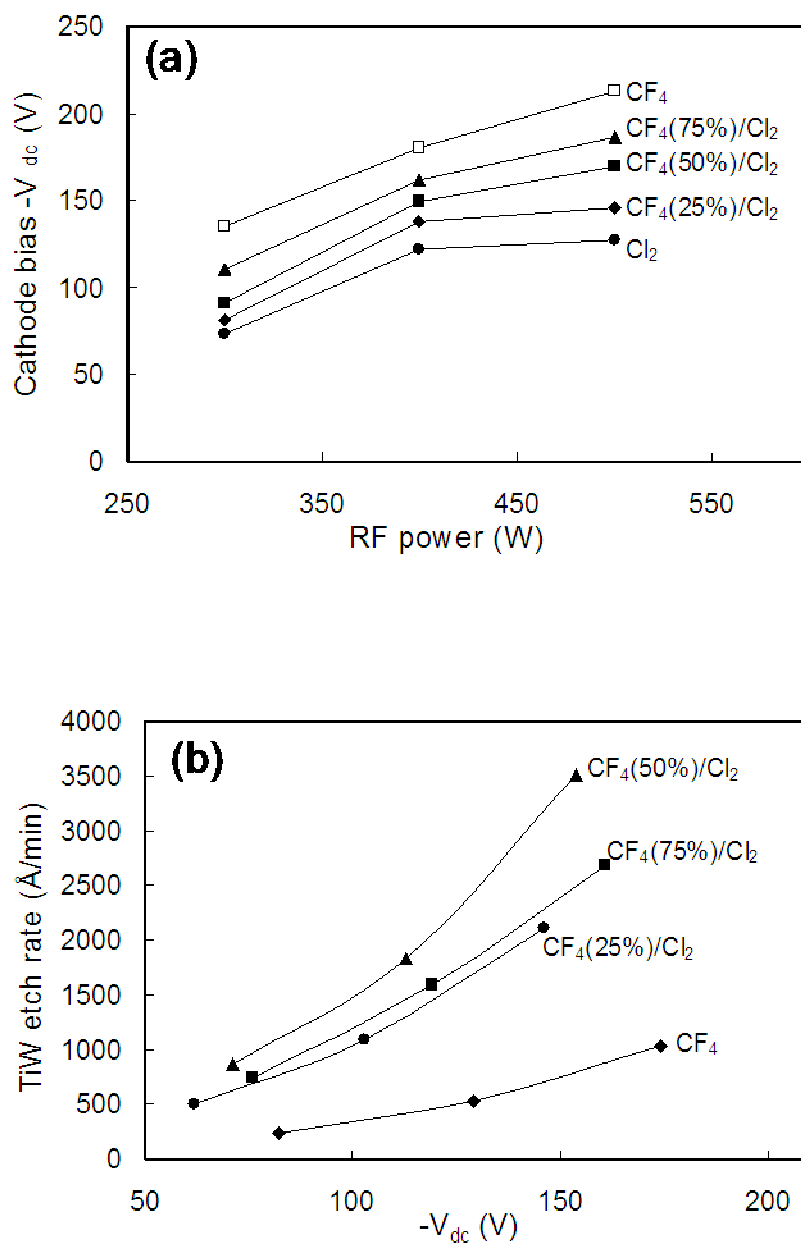 (a)
250
200
150
100
50
0
Cathode bias -V dc (V)
CF4
CF4(75%)/Cl2
CF4(50%)/Cl2
CF4(25%)/Cl2
Cl2
250 350 450 550
RF power (W)
(b)
4000
3500
3000
2500
2000
1500
1000
500
0
TiW etch rate (Å/min)
CF4(50%)/Cl2
CF4(75%)/Cl2
CF4(25%)/Cl2
CF4
50 100 150 200
-Vdc (V)